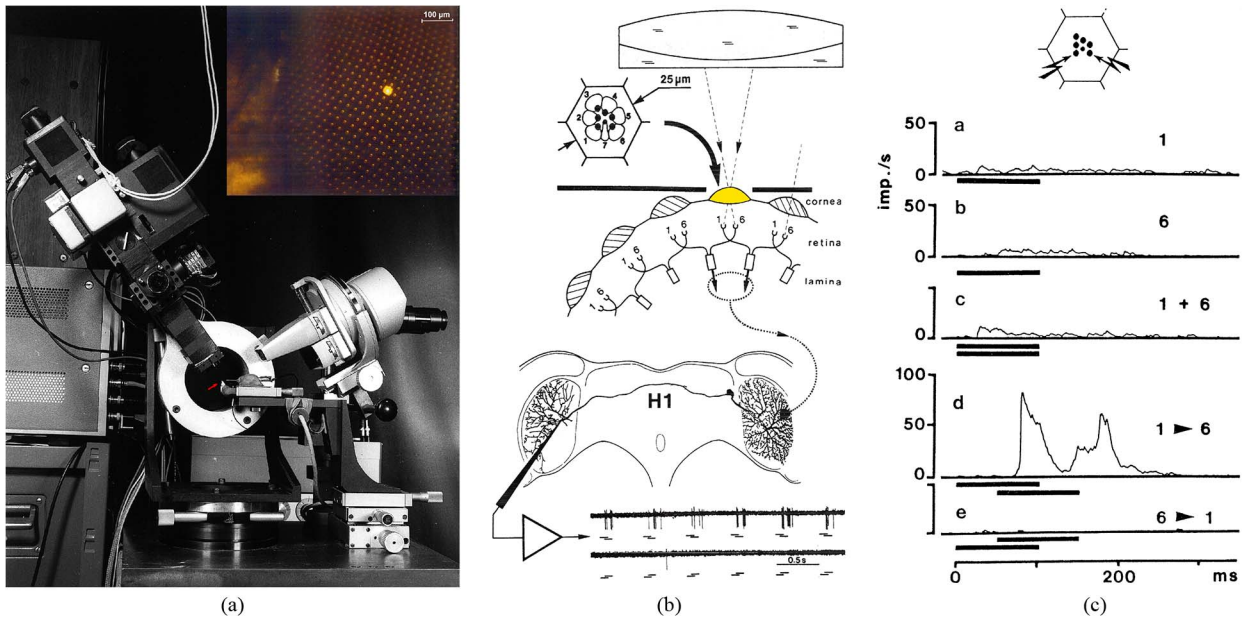 100 µm
(a)
25 µm
3 4
2 5
1 6
7
cornea
1 6 1 6
retina
1 6
lamina
1 6
H1
0.5s
(b)
imp./s
50
a 1
0
50
b 6
0
50
c 1 + 6
0
100
d
50
1 ► 6
0
e 6 ► 1
0 200 ms
(c)